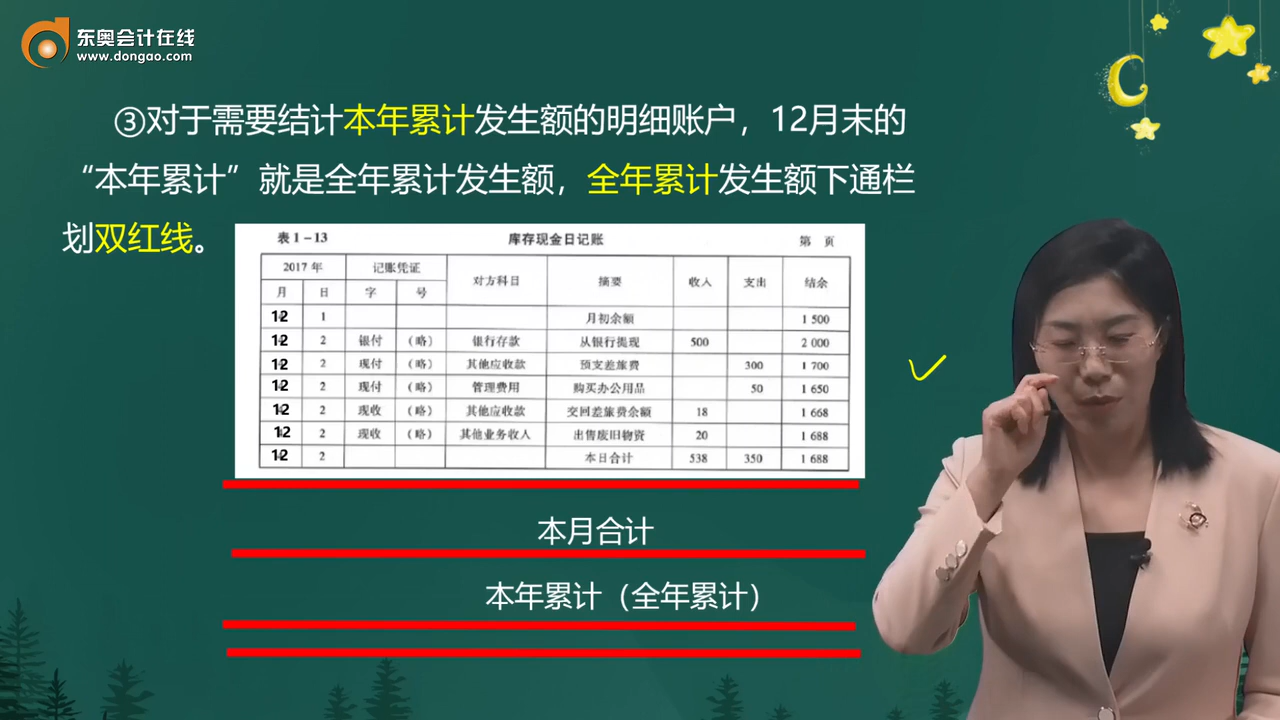 东奥会计在线
www.dongao.com
③对于需要结计本年累计发生额的明细账户，12月末的
“本年累计”就是全年累计发生额，全年累计发生额下通栏
划双红线。
表1-13 库存现金日记账 第 页
2017年 记账凭证 对方科目 摘要 收入 支出 结余
月 日 字 号
12 1 月初余额 1 500
12 2 银付 （略） 银行存款 从银行提现 500 2 000
12 2 现付 （略） 其他应收款 预支差旅费 300 1 700
12 2 现付 （略） 管理费用 购买办公用品 50 1 650
12 2 现收 （略） 其他应收款 交回差旅费余额 18 1 668
12 2 现收 （略） 其他业务收入 出售废旧物资 20 1 688
12 2 本日合计 538 350 1 688
本月合计
本年累计（全年累计）